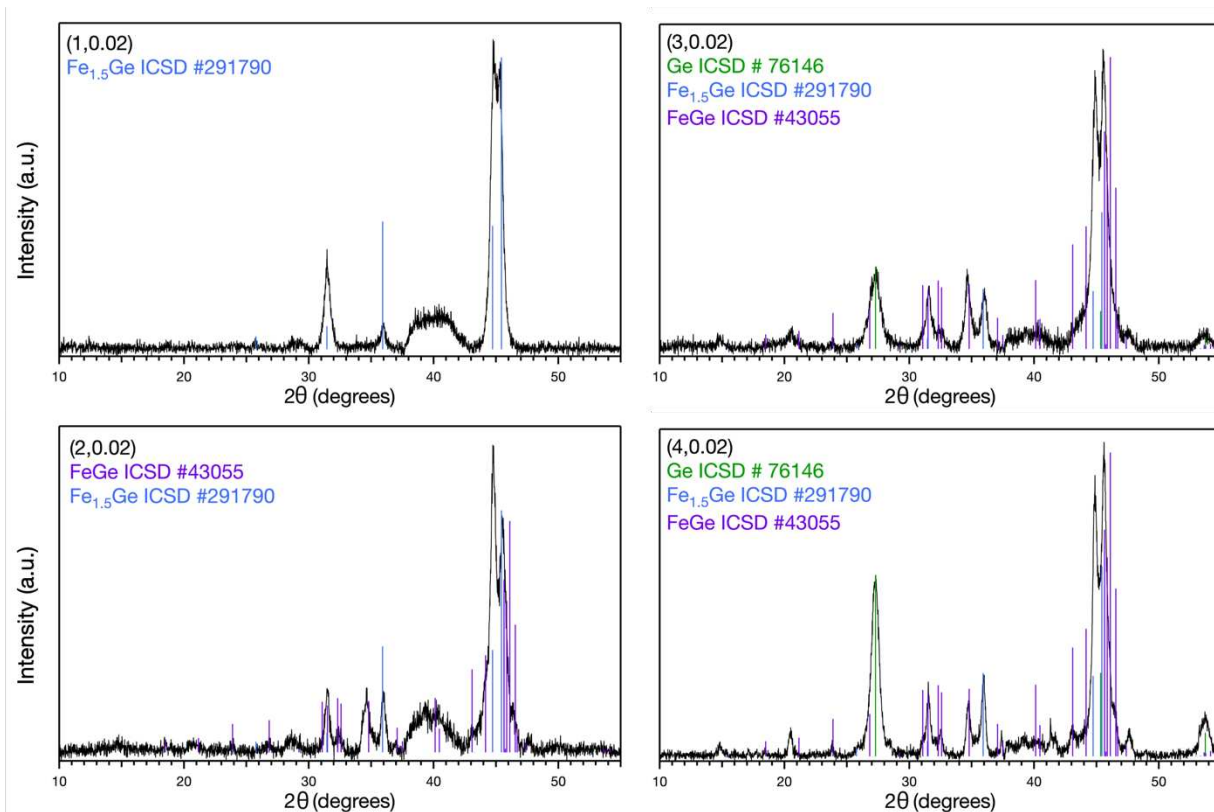 (1,0.02)
Fe1.5Ge ICSD #291790
Intensity (a.u.)
10 20 30 40 50
2θ (degrees)
(3,0.02)
Ge ICSD # 76146
Fe1.5Ge ICSD #291790
FeGe ICSD #43055
10 20 30 40 50
2θ (degrees)
(2,0.02)
FeGe ICSD #43055
Fe1.5Ge ICSD #291790
Intensity (a.u.)
10 20 30 40 50
2θ (degrees)
(4,0.02)
Ge ICSD # 76146
Fe1.5Ge ICSD #291790
FeGe ICSD #43055
10 20 30 40 50
2θ (degrees)